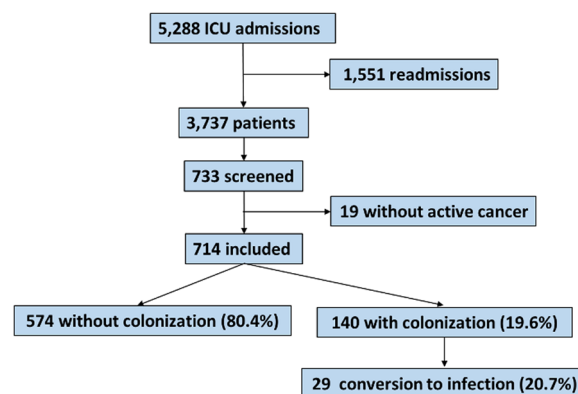 5,288 ICU admissions
1,551 readmissions
3,737 patients
733 screened
19 without active cancer
714 included
574 without colonization (80.4%)
140 with colonization (19.6%)
29 conversion to infection (20.7%)